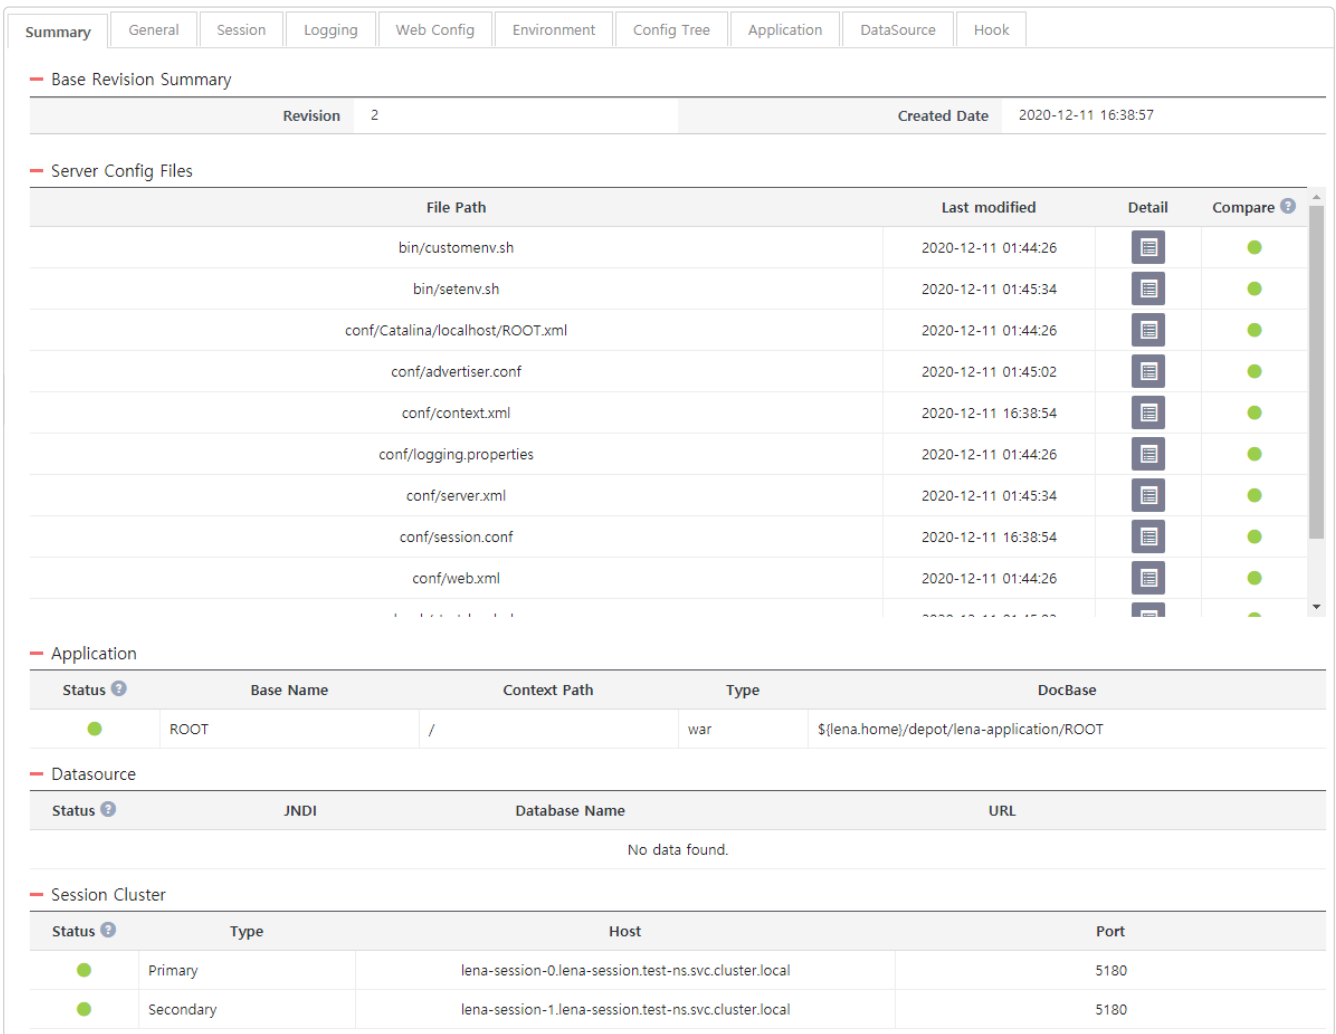 Summary General Session Logging Web Config Environment Config Tree Application DataSource Hook
Base Revision Summary
Revision 2 Created Date 2020-12-11 16:38:57
Server Config Files
File Path Last modified Detail Compare ?
bin/customenv.sh 2020-12-11 01:44:26
bin/setenv.sh 2020-12-11 01:45:34
conf/Catalina/localhost/ROOT.xml 2020-12-11 01:44:26
conf/advertiser.conf 2020-12-11 01:45:02
conf/context.xml 2020-12-11 16:38:54
conf/logging.properties 2020-12-11 01:44:26
conf/server.xml 2020-12-11 01:45:34
conf/session.conf 2020-12-11 16:38:54
conf/web.xml 2020-12-11 01:44:26
Application
Status ? Base Name Context Path Type DocBase
ROOT / war ${lena.home}/depot/lena-application/ROOT
Datasource
Status ? JNDI Database Name URL
No data found.
Session Cluster
Status ? Type Host Port
Primary lena-session-0.lena-session.test-ns.svc.cluster.local 5180
Secondary lena-session-1.lena-session.test-ns.svc.cluster.local 5180